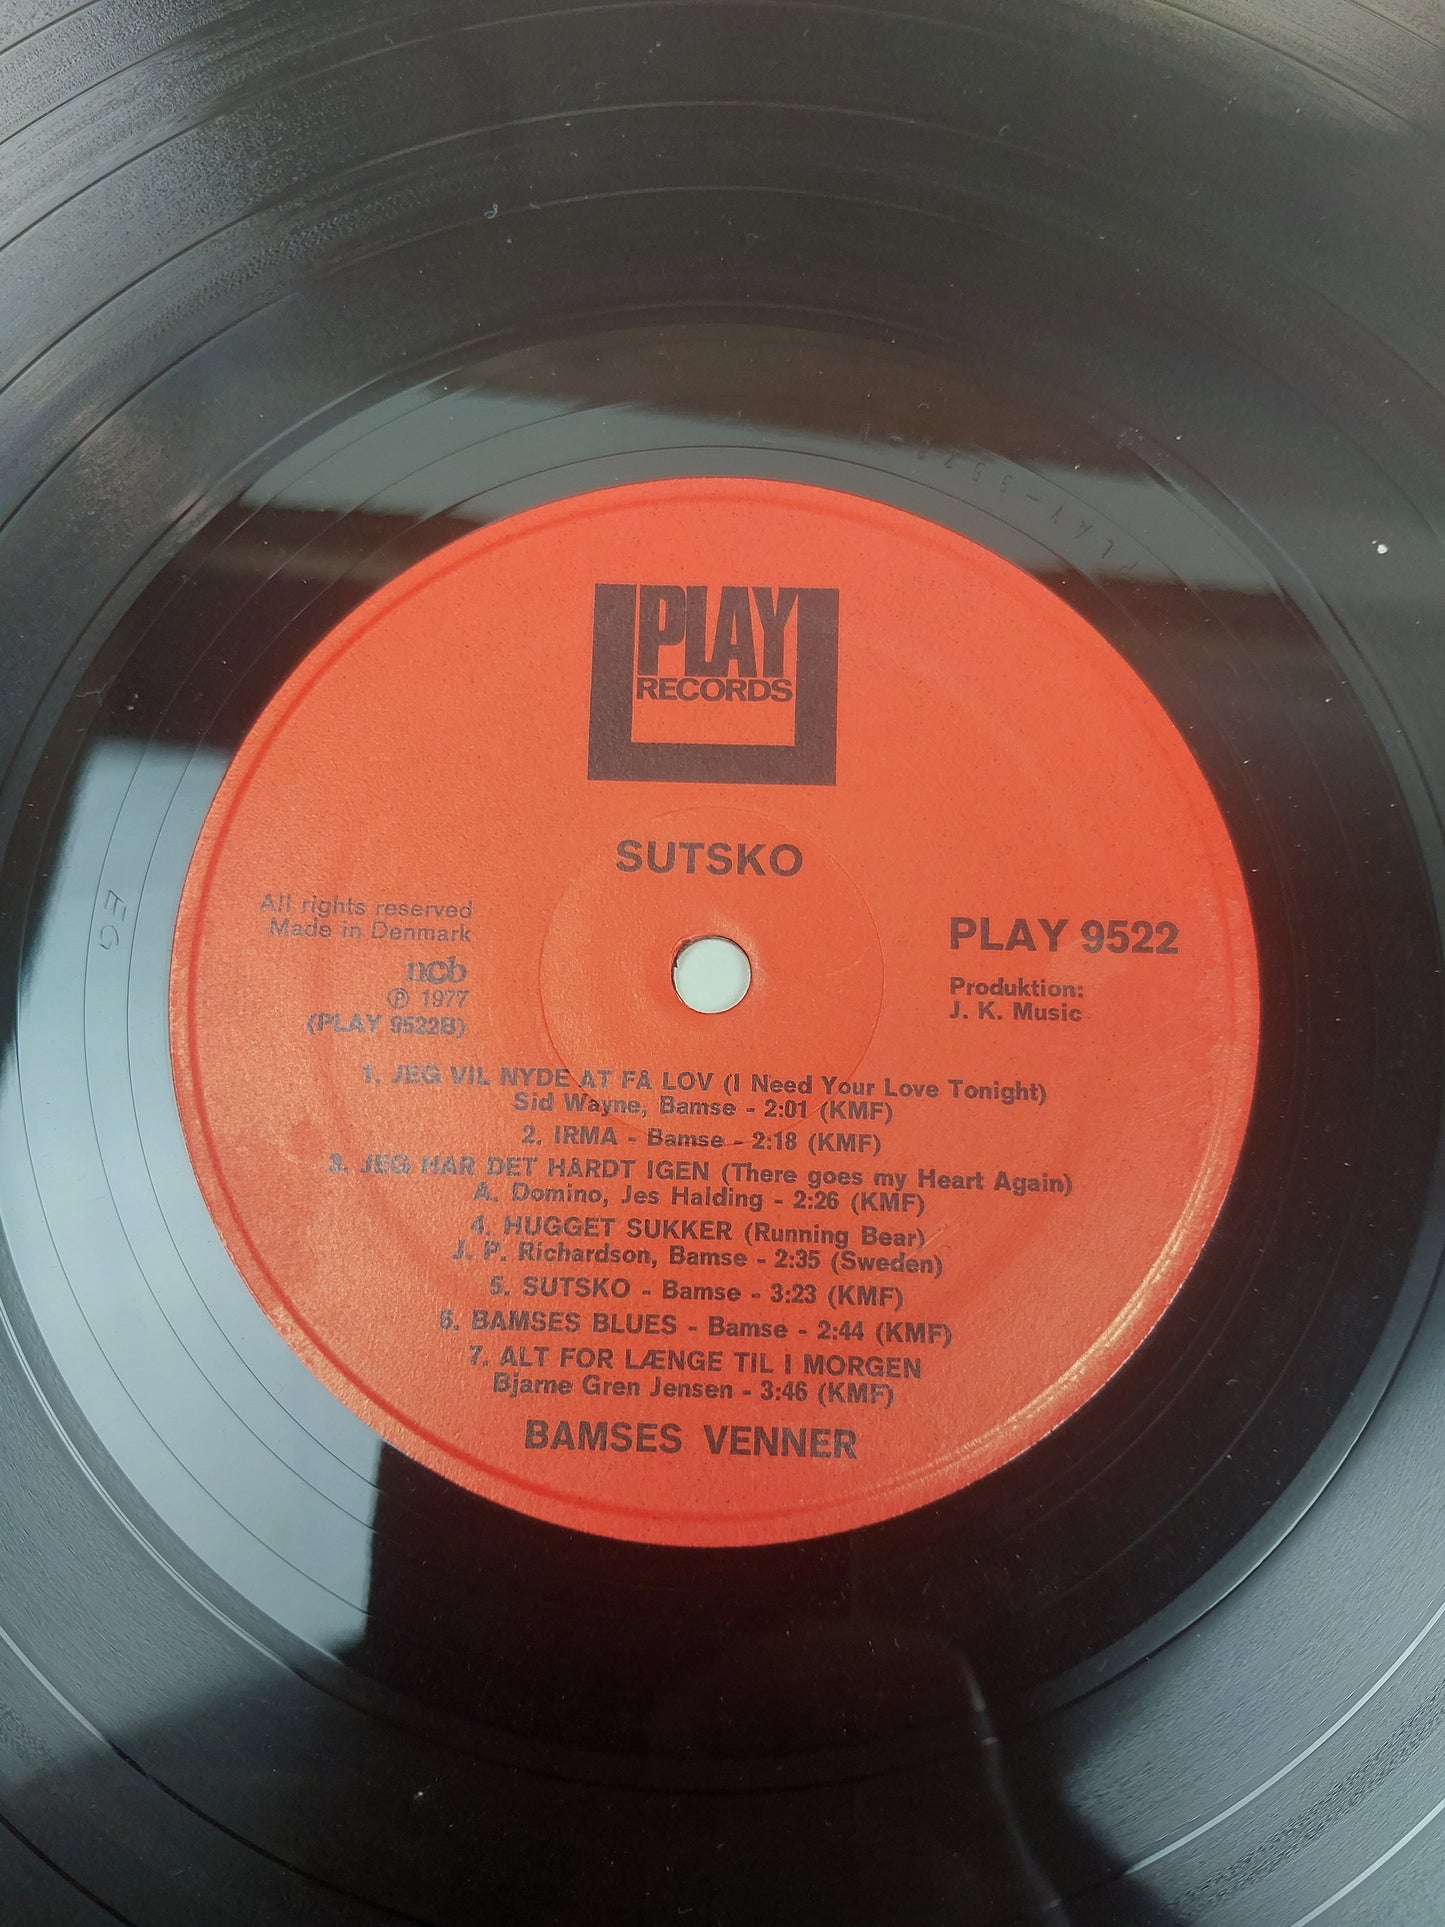 PLAY
RECORDS
SUTSKO
All rights reserved
Made in Denmark
ncb
℗ 1977
(PLAY 9522B)
PLAY 9522
Produktion:
J. K. Music
1. JEG VIL NYDE AT FÅ LOV (I Need Your Love Tonight)
Sid Wayne, Bamse - 2:01 (KMF)
2. IRMA - Bamse - 2:18 (KMF)
3. JEG HAR DET HÅRDT IGEN (There goes my Heart Again)
A. Domino, Jes Halding - 2:26 (KMF)
4. HUGGET SUKKER (Running Bear)
J. P. Richardson, Bamse - 2:35 (Sweden)
5. SUTSKO - Bamse - 3:23 (KMF)
6. BAMSES BLUES - Bamse - 2:44 (KMF)
7. ALT FOR LÆNGE TIL I MORGEN
Bjarne Gren Jensen - 3:46 (KMF)
BAMSES VENNER
EG